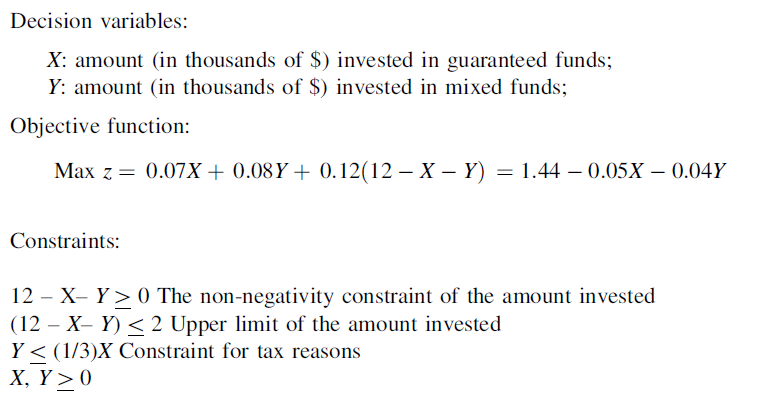 Decision variables:
X: amount (in thousands of $) invested in guaranteed funds;
Y: amount (in thousands of $) invested in mixed funds;
Objective function:
Max z = 0.07X + 0.08Y + 0.12(12 – X – Y) = 1.44 – 0.05X – 0.04Y
Constraints:
12 – X– Y ≥ 0 The non-negativity constraint of the amount invested
(12 – X– Y) ≤ 2 Upper limit of the amount invested
Y ≤ (1/3)X Constraint for tax reasons
X, Y ≥ 0